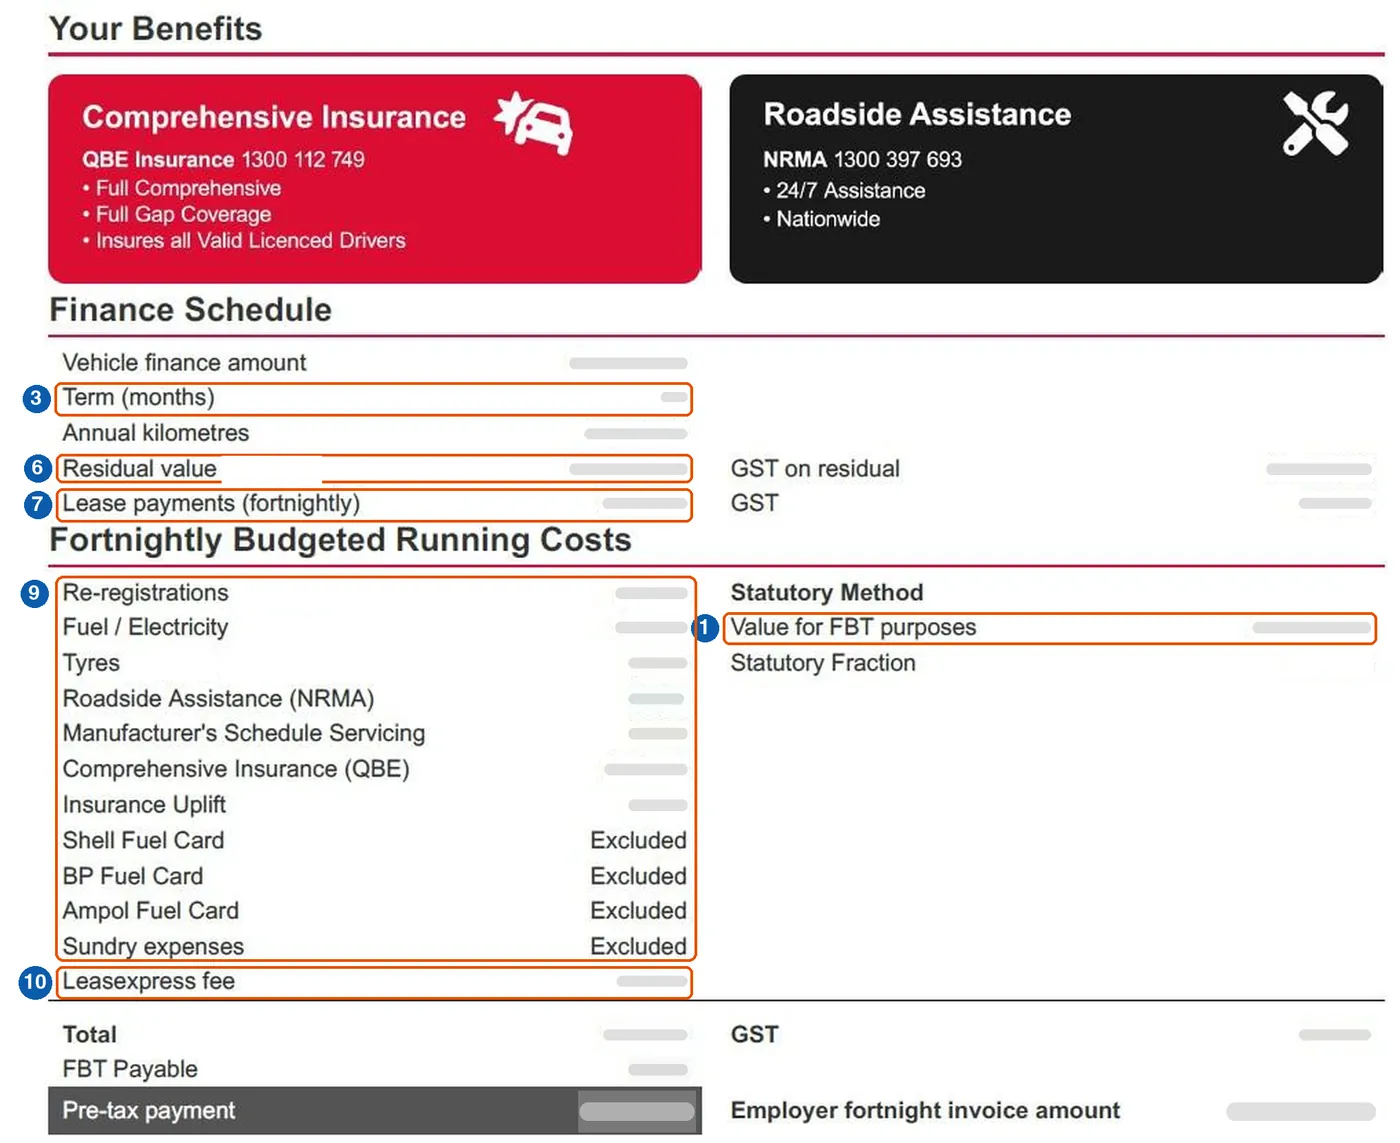 Your Benefits
Comprehensive Insurance
QBE Insurance 1300 112 749
• Full Comprehensive
• Full Gap Coverage
• Insures all Valid Licenced Drivers
Roadside Assistance
NRMA 1300 397 693
• 24/7 Assistance
• Nationwide
Finance Schedule
Vehicle finance amount
3 Term (months)
Annual kilometres
6 Residual value
GST on residual
7 Lease payments (fortnightly)
GST
Fortnightly Budgeted Running Costs
9 Re-registrations
Fuel / Electricity
Tyres
Roadside Assistance (NRMA)
Manufacturer's Schedule Servicing
Comprehensive Insurance (QBE)
Insurance Uplift
Shell Fuel Card Excluded
BP Fuel Card Excluded
Ampol Fuel Card Excluded
Sundry expenses Excluded
10 Leasexpress fee
Statutory Method
1 Value for FBT purposes
Statutory Fraction
Total
GST
FBT Payable
Pre-tax payment
Employer fortnight invoice amount